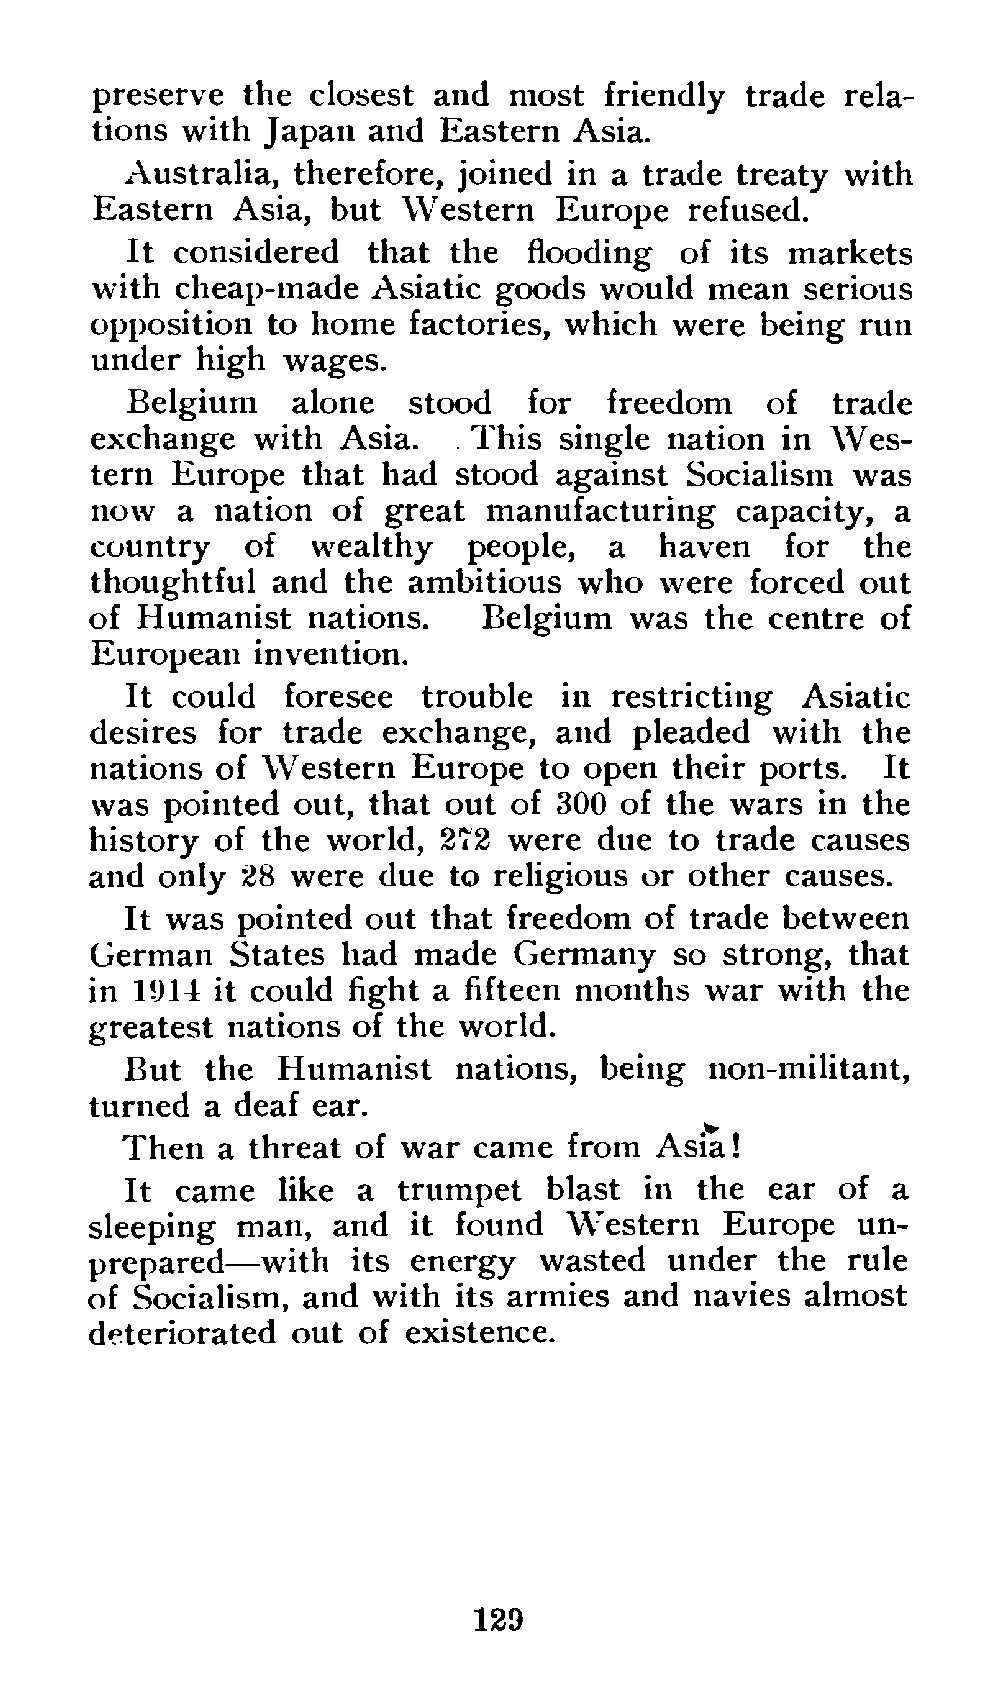 preserve the closest and most friendly trade rela-
tions with Japan and Eastern Asia.
Australia, therefore, joined in a trade treaty with
Eastern Asia, but Western Europe refused.
It considered that the flooding of its markets
with cheap-made Asiatic goods would mean serious
opposition to home factories, which were being run
under high wages.
Belgium alone stood for freedom of trade
exchange with Asia. This single nation in Wes-
tern Europe that had stood against Socialism was
now a nation of great manufacturing capacity, a
country of wealthy people, a haven for the
thoughtful and the ambitious who were forced out
of Humanist nations. Belgium was the centre of
European invention.
It could foresee trouble in restricting Asiatic
desires for trade exchange, and pleaded with the
nations of Western Europe to open their ports. It
was pointed out, that out of 300 of the wars in the
history of the world, 272 were due to trade causes
and only 28 were due to religious or other causes.
It was pointed out that freedom of trade between
German States had made Germany so strong, that
in 1914 it could fight a fifteen months war with the
greatest nations of the world.
But the Humanist nations, being non-militant,
turned a deaf ear.
Then a threat of war came from Asia!
It came like a trumpet blast in the ear of a
sleeping man, and it found Western Europe un-
prepared—with its energy wasted under the rule
of Socialism, and with its armies and navies almost
deteriorated out of existence.
129